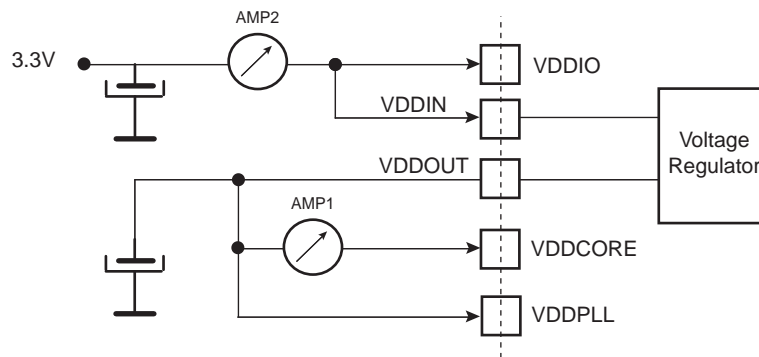 AMP2
3.3V
VDDIO
VDDIN
Voltage
Regulator
VDDOUT
AMP1
VDDCORE
VDDPLL